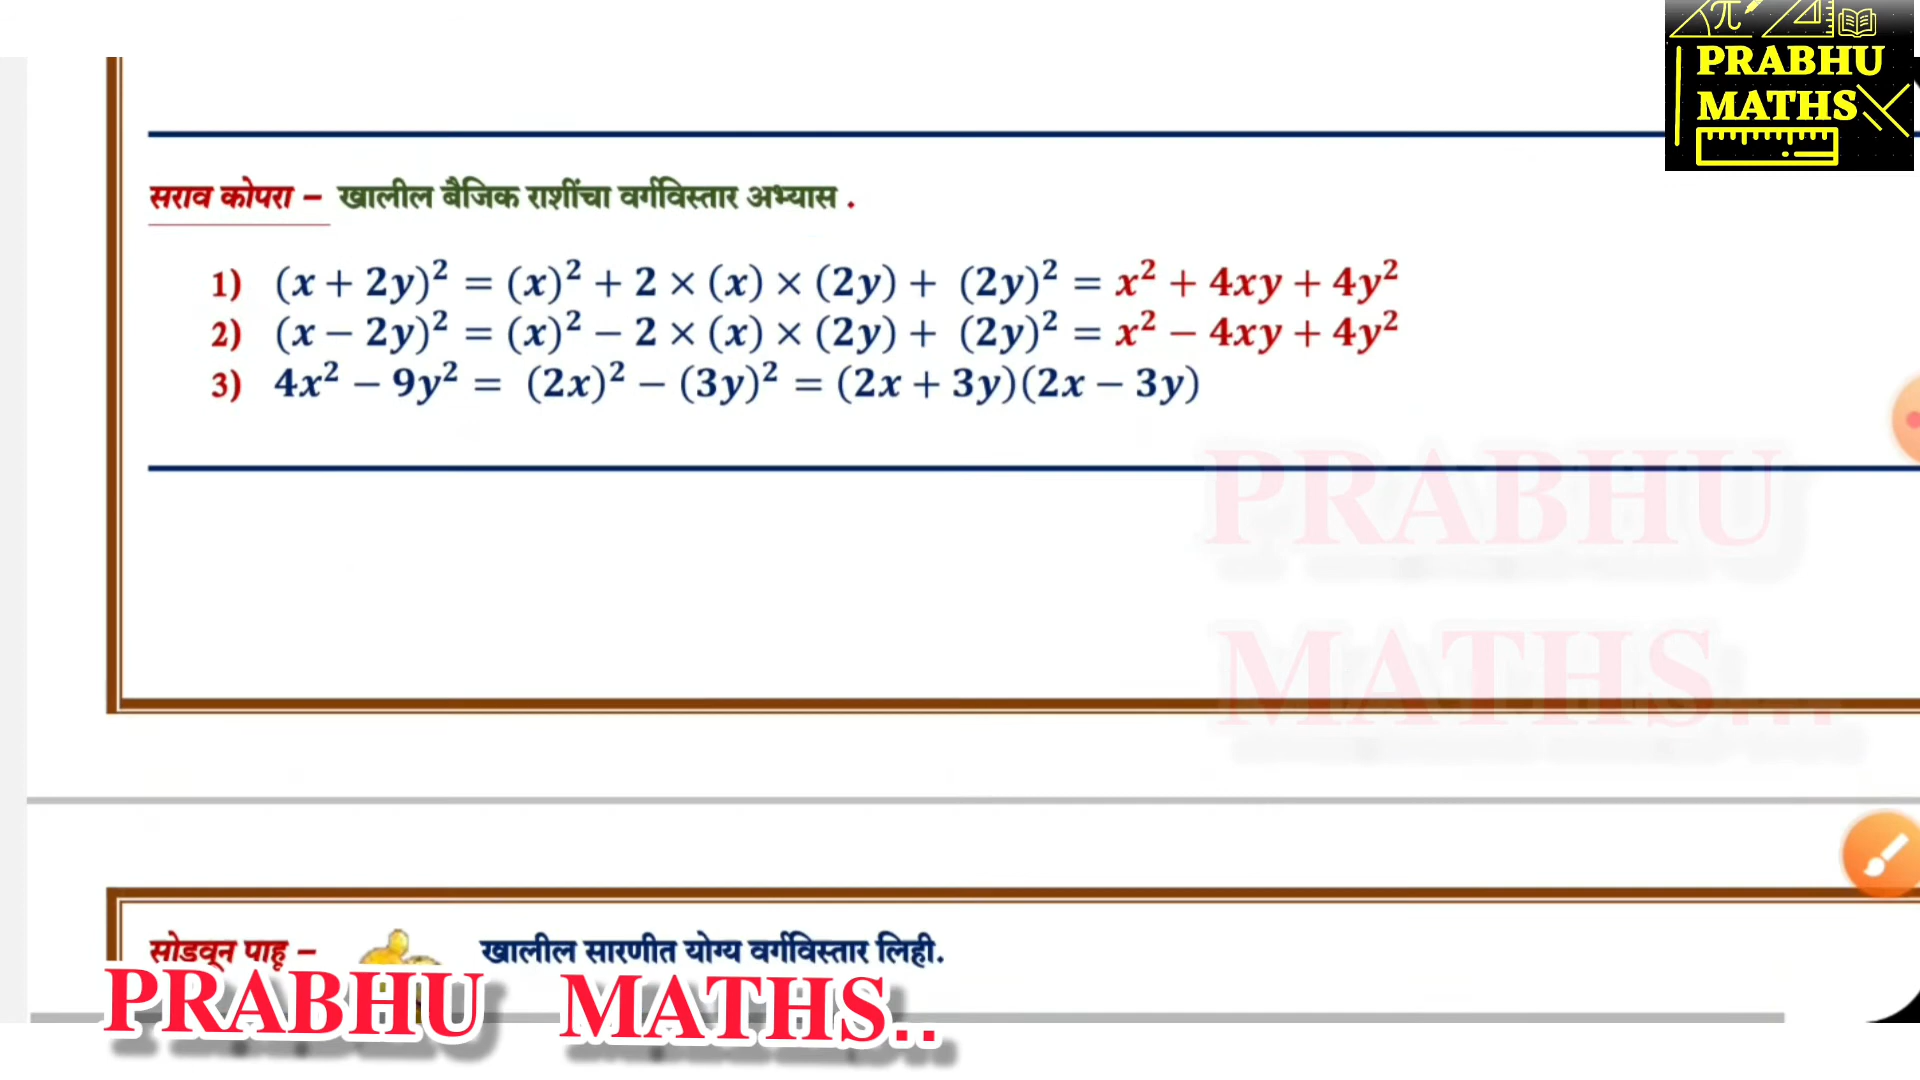 PRABHU
MATHS
सराव कोपरा – खालील बैजिक राशींचा वर्गविस्तार अभ्यास .
1) (x + 2y)² = (x)² + 2 × (x) × (2y) + (2y)² = x² + 4xy + 4y²
2) (x − 2y)² = (x)² − 2 × (x) × (2y) + (2y)² = x² − 4xy + 4y²
3) 4x² − 9y² = (2x)² − (3y)² = (2x + 3y)(2x − 3y)
PRABHU
MATHS...
सोडवून पाहू – खालील सारणीत योग्य वर्गविस्तार लिही.
PRABHU MATHS..